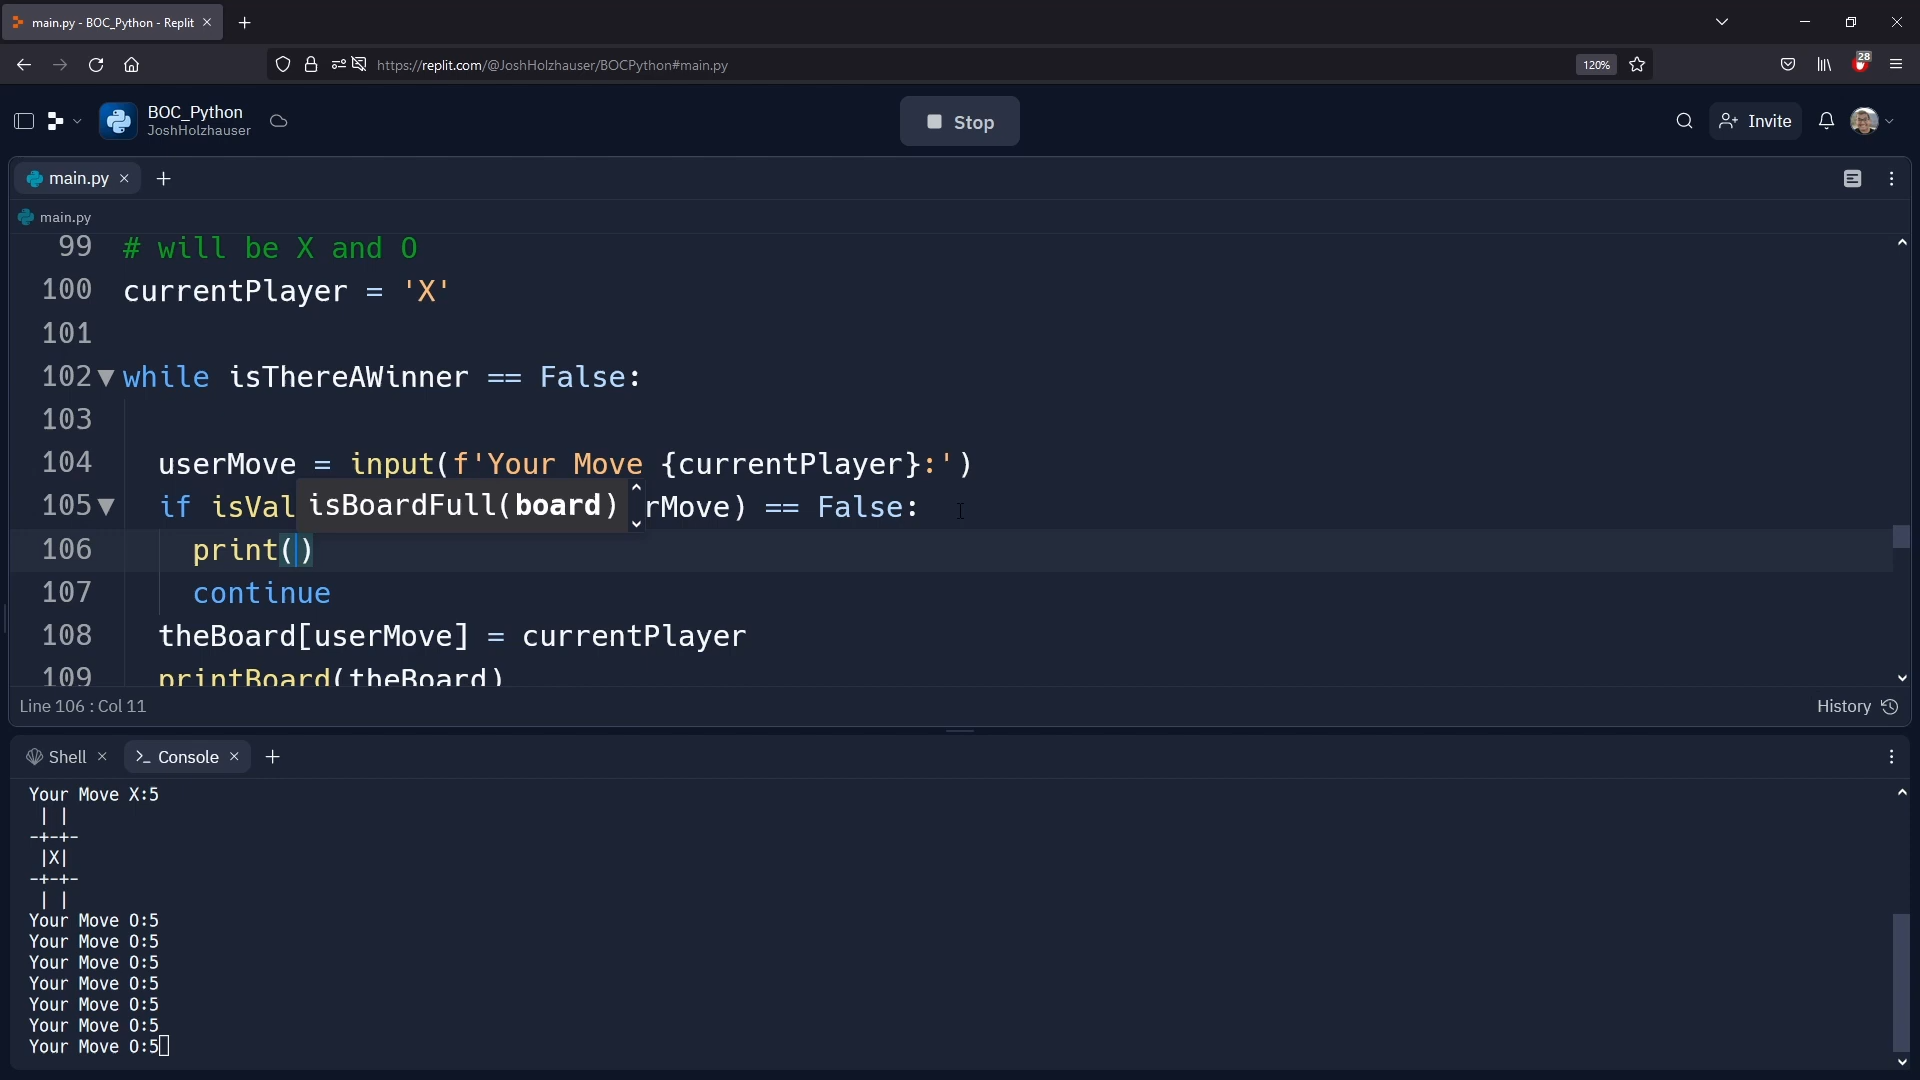 main.py - BOC_Python - Replit
https://replit.com/@JoshHolzhauser/BOCPython#main.py
120%
28
BOC_Python
JoshHolzhauser
Stop
Invite
main.py
main.py
99 # will be X and O
100 currentPlayer = 'X'
101
102 while isThereAWinner == False:
103
104 userMove = input(f'Your Move {currentPlayer}:')
105 if isVal isBoardFull(board) rMove) == False:
106 print()
107 continue
108 theBoard[userMove] = currentPlayer
109 printBoard(theBoard)
Line 106 : Col 11
History
Shell
Console
Your Move X:5
| |
-+-+-
|X|
-+-+-
| |
Your Move O:5
Your Move O:5
Your Move O:5
Your Move O:5
Your Move O:5
Your Move O:5
Your Move O:5